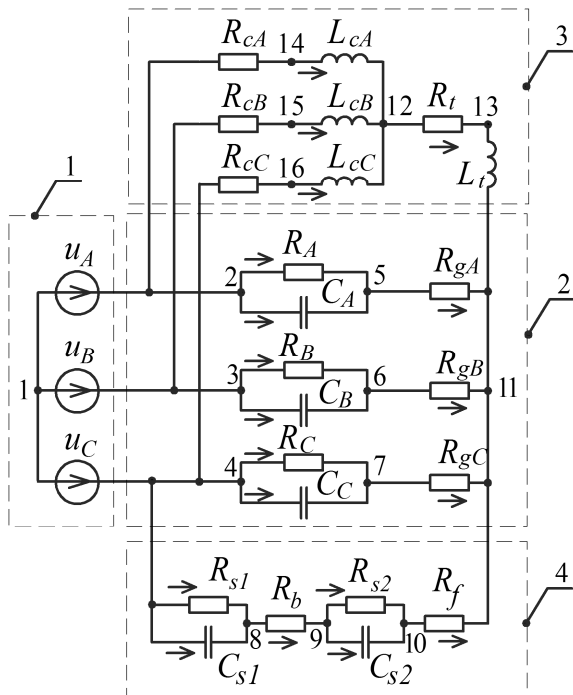 R_cA 14 L_cA
3
R_cB 15 L_cB 12 R_t 13
R_cC 16 L_cC
L_t
1
u_A 2 R_A 5 R_gA
C_A
2
u_B R_B R_gB
1 3 6 11
C_B
u_C R_C R_gC
4 7
C_C
R_s1 R_b R_s2 R_f 4
8 9 10
C_s1 C_s2